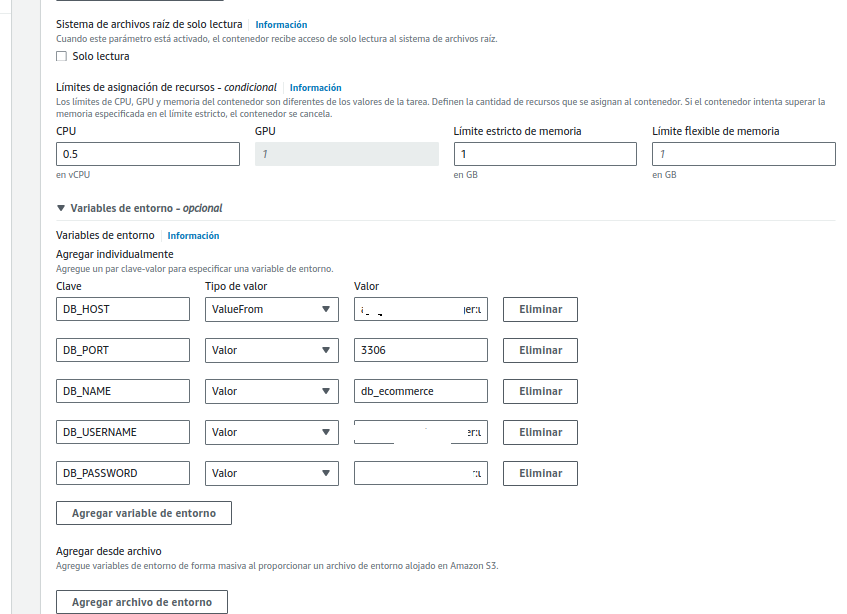 Sistema de archivos raíz de solo lectura Información
Cuando este parámetro está activado, el contenedor recibe acceso de solo lectura al sistema de archivos raíz.
Solo lectura
Límites de asignación de recursos - condicional Información
Los límites de CPU, GPU y memoria del contenedor son diferentes de los valores de la tarea. Definen la cantidad de recursos que se asignan al contenedor. Si el contenedor intenta superar la
memoria especificada en el límite estricto, el contenedor se cancela.
CPU GPU Límite estricto de memoria Límite flexible de memoria
0.5 1 1 1
en vCPU en GB en GB
Variables de entorno - opcional
Variables de entorno Información
Agregar individualmente
Agregue un par clave-valor para especificar una variable de entorno.
Clave Tipo de valor Valor
DB_HOST ValueFrom Eliminar
DB_PORT Valor 3306 Eliminar
DB_NAME Valor db_ecommerce Eliminar
DB_USERNAME Valor Eliminar
DB_PASSWORD Valor Eliminar
Agregar variable de entorno
Agregar desde archivo
Agregue variables de entorno de forma masiva al proporcionar un archivo de entorno alojado en Amazon S3.
Agregar archivo de entorno